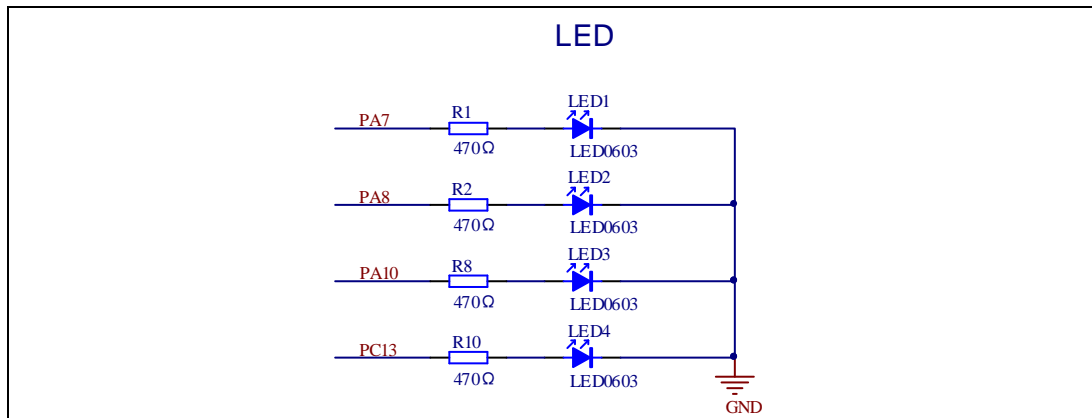 LED
LED1
PA7
R1
470Ω
LED0603
LED2
PA8
R2
470Ω
LED0603
LED3
PA10
R8
470Ω
LED0603
LED4
PC13
R10
470Ω
LED0603
GND